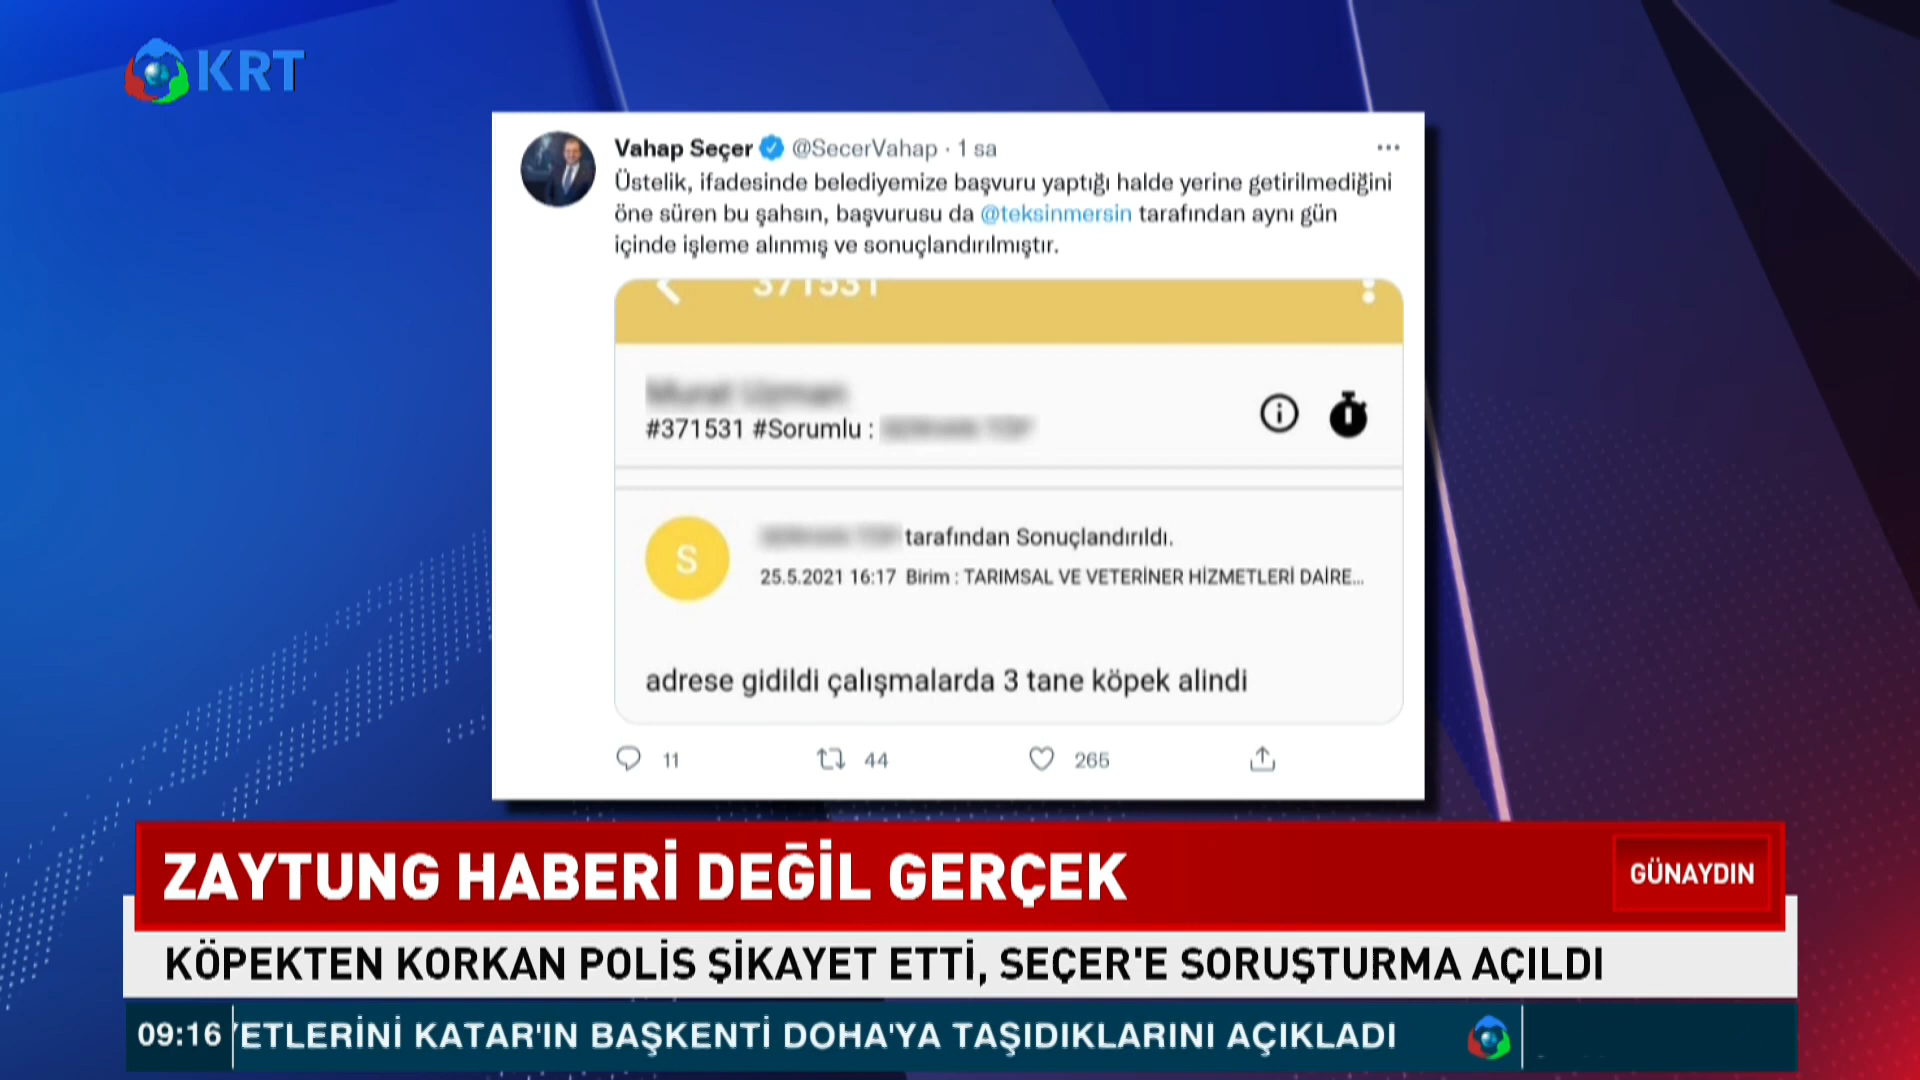 KRT
Vahap Seçer @SecerVahap · 1 sa
Üstelik, ifadesinde belediyemize başvuru yaptığı halde yerine getirilmediğini
öne süren bu şahsın, başvurusu da @teksinmersin tarafından aynı gün
içinde işleme alınmış ve sonuçlandırılmıştır.
371531
#371531 #Sorumlu :
S
tarafından Sonuçlandırıldı.
25.5.2021 16:17 Birim : TARIMSAL VE VETERİNER HİZMETLERİ DAİRE...
adrese gidildi çalışmalarda 3 tane köpek alindi
11 44 265
ZAYTUNG HABERİ DEĞİL GERÇEK
GÜNAYDIN
KÖPEKTEN KORKAN POLİS ŞİKAYET ETTİ, SEÇER'E SORUŞTURMA AÇILDI
09:16 ETLERİNİ KATAR'IN BAŞKENTİ DOHA'YA TAŞIDIKLARINI AÇIKLADI